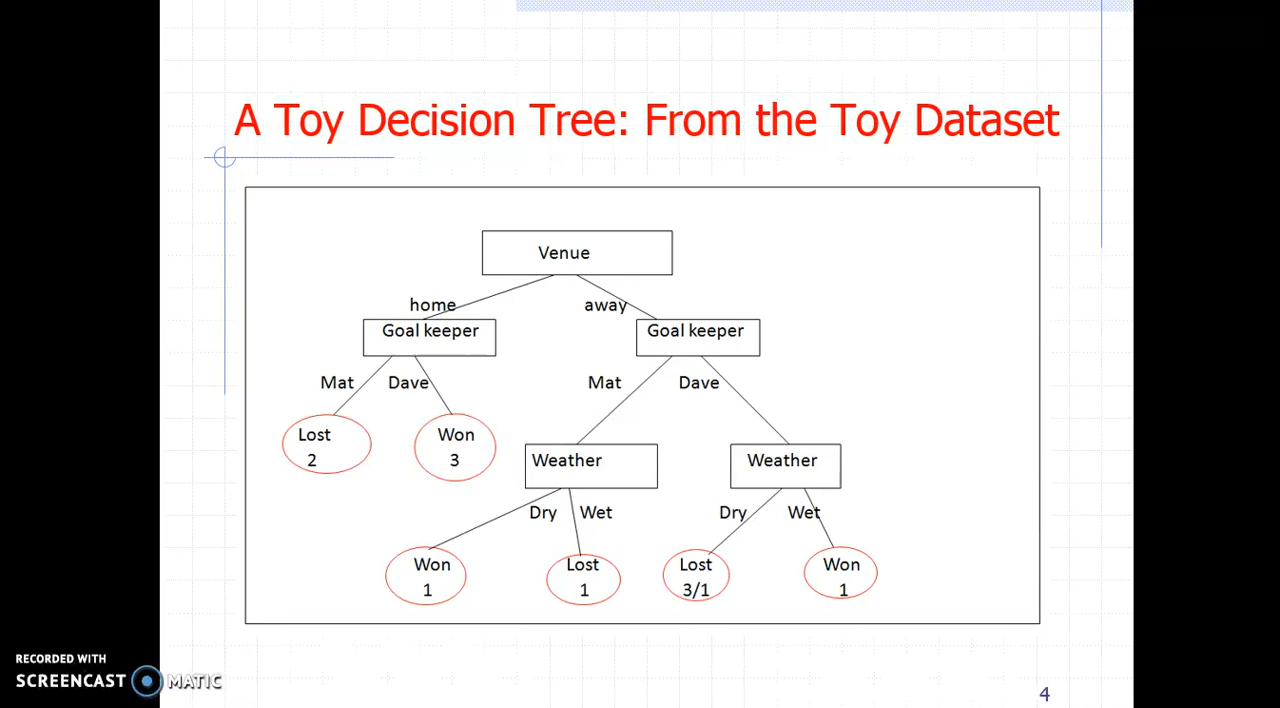 A Toy Decision Tree: From the Toy Dataset
Venue
home away
Goal keeper Goal keeper
Mat Dave Mat Dave
Lost Won
2 3
Weather Weather
Dry Wet Dry Wet
Won Lost Lost Won
1 1 3/1 1
RECORDED WITH
SCREENCAST MATIC
4